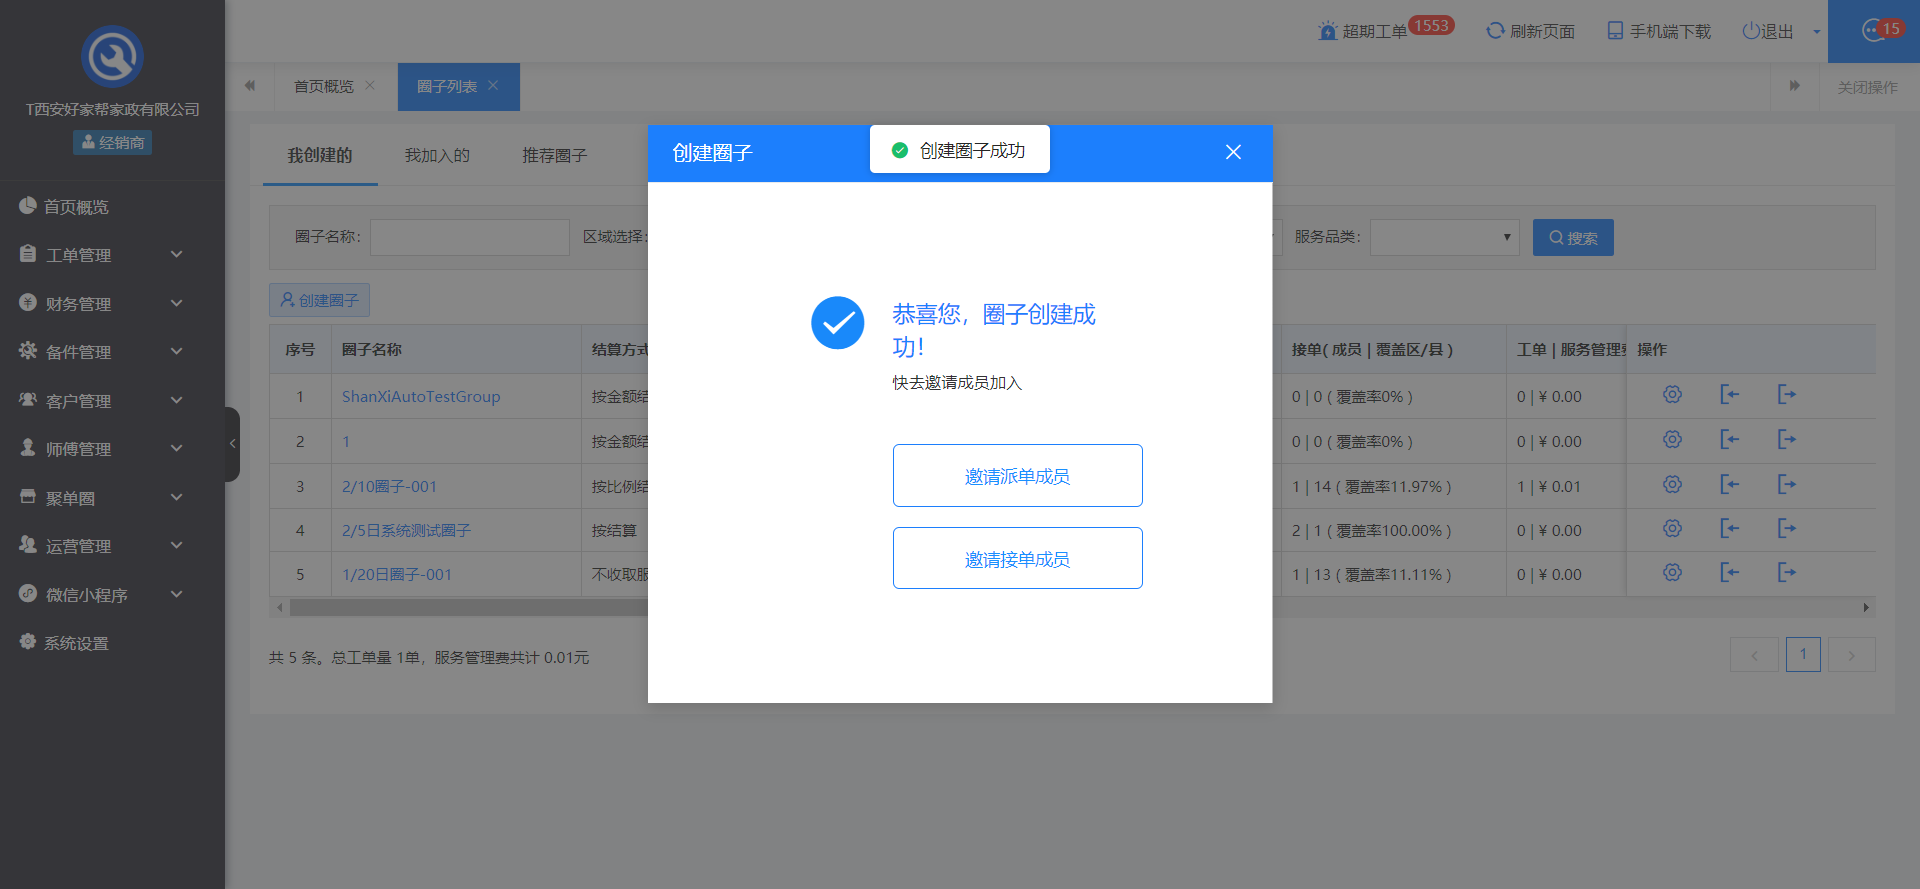 T西安好家帮家政有限公司
经销商
首页概览
工单管理
财务管理
备件管理
客户管理
师傅管理
聚单圈
运营管理
微信小程序
系统设置
超期工单 1553
刷新页面
手机端下载
退出
15
首页概览
圈子列表
关闭操作
我创建的 我加入的 推荐圈子
圈子名称:
区域选择:
服务品类:
搜索
创建圈子
序号 圈子名称 结算方式 接单( 成员 | 覆盖区/县 ) 工单 | 服务管理 操作
1 ShanXiAutoTestGroup 按金额结 0 | 0 ( 覆盖率0% ) 0 | ¥ 0.00
2 1 按金额结 0 | 0 ( 覆盖率0% ) 0 | ¥ 0.00
3 2/10圈子-001 按比例结 1 | 14 ( 覆盖率11.97% ) 1 | ¥ 0.01
4 2/5日系统测试圈子 按结算 2 | 1 ( 覆盖率100.00% ) 0 | ¥ 0.00
5 1/20日圈子-001 不收取服 1 | 13 ( 覆盖率11.11% ) 0 | ¥ 0.00
共 5 条。总工单量 1单，服务管理费共计 0.01元
1
创建圈子
创建圈子成功
恭喜您，圈子创建成
功！
快去邀请成员加入
邀请派单成员
邀请接单成员